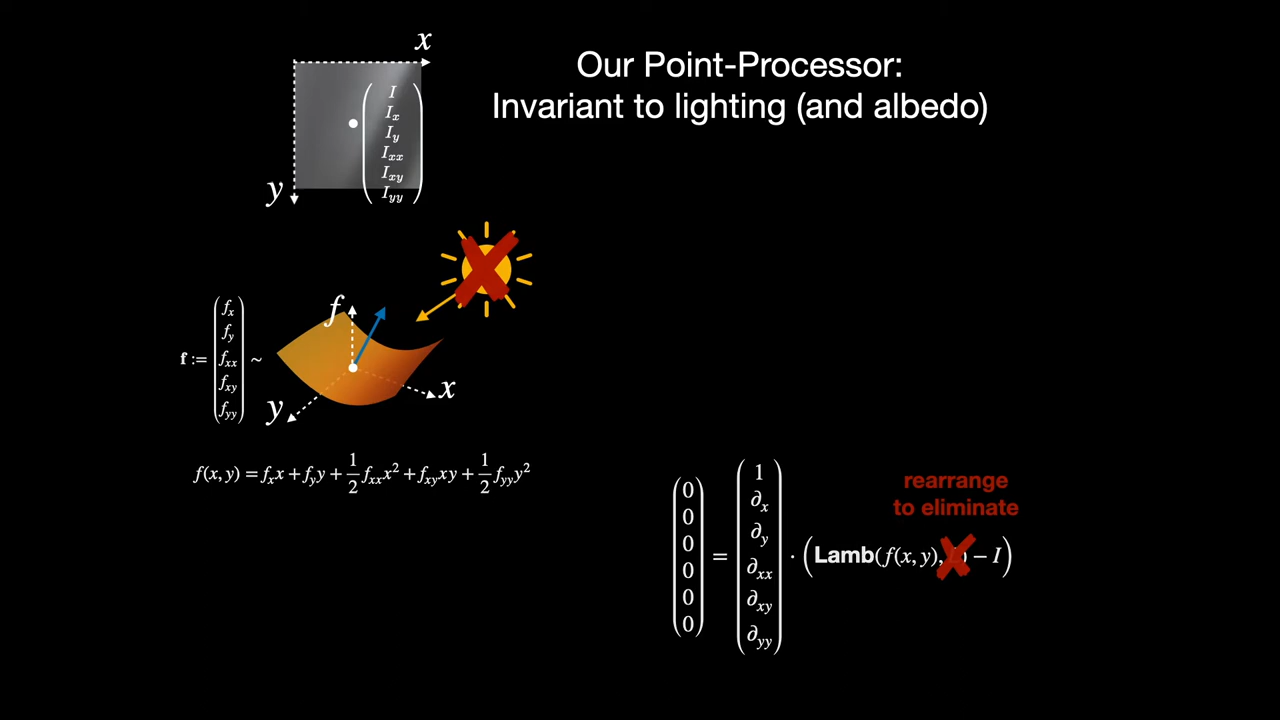 x
Our Point-Processor:
Invariant to lighting (and albedo)
I
I_x
I_y
I_xx
I_xy
I_yy
y
f
f := ( f_x f_y f_xx f_xy f_yy ) ~
x
y
f(x, y) = f_x x + f_y y + 1/2 f_xx x² + f_xy xy + 1/2 f_yy y²
rearrange
to eliminate
( 0 0 0 0 0 0 ) = ( 1 ∂_x ∂_y ∂_xx ∂_xy ∂_yy ) · (Lamb(f(x, y), ) − I)